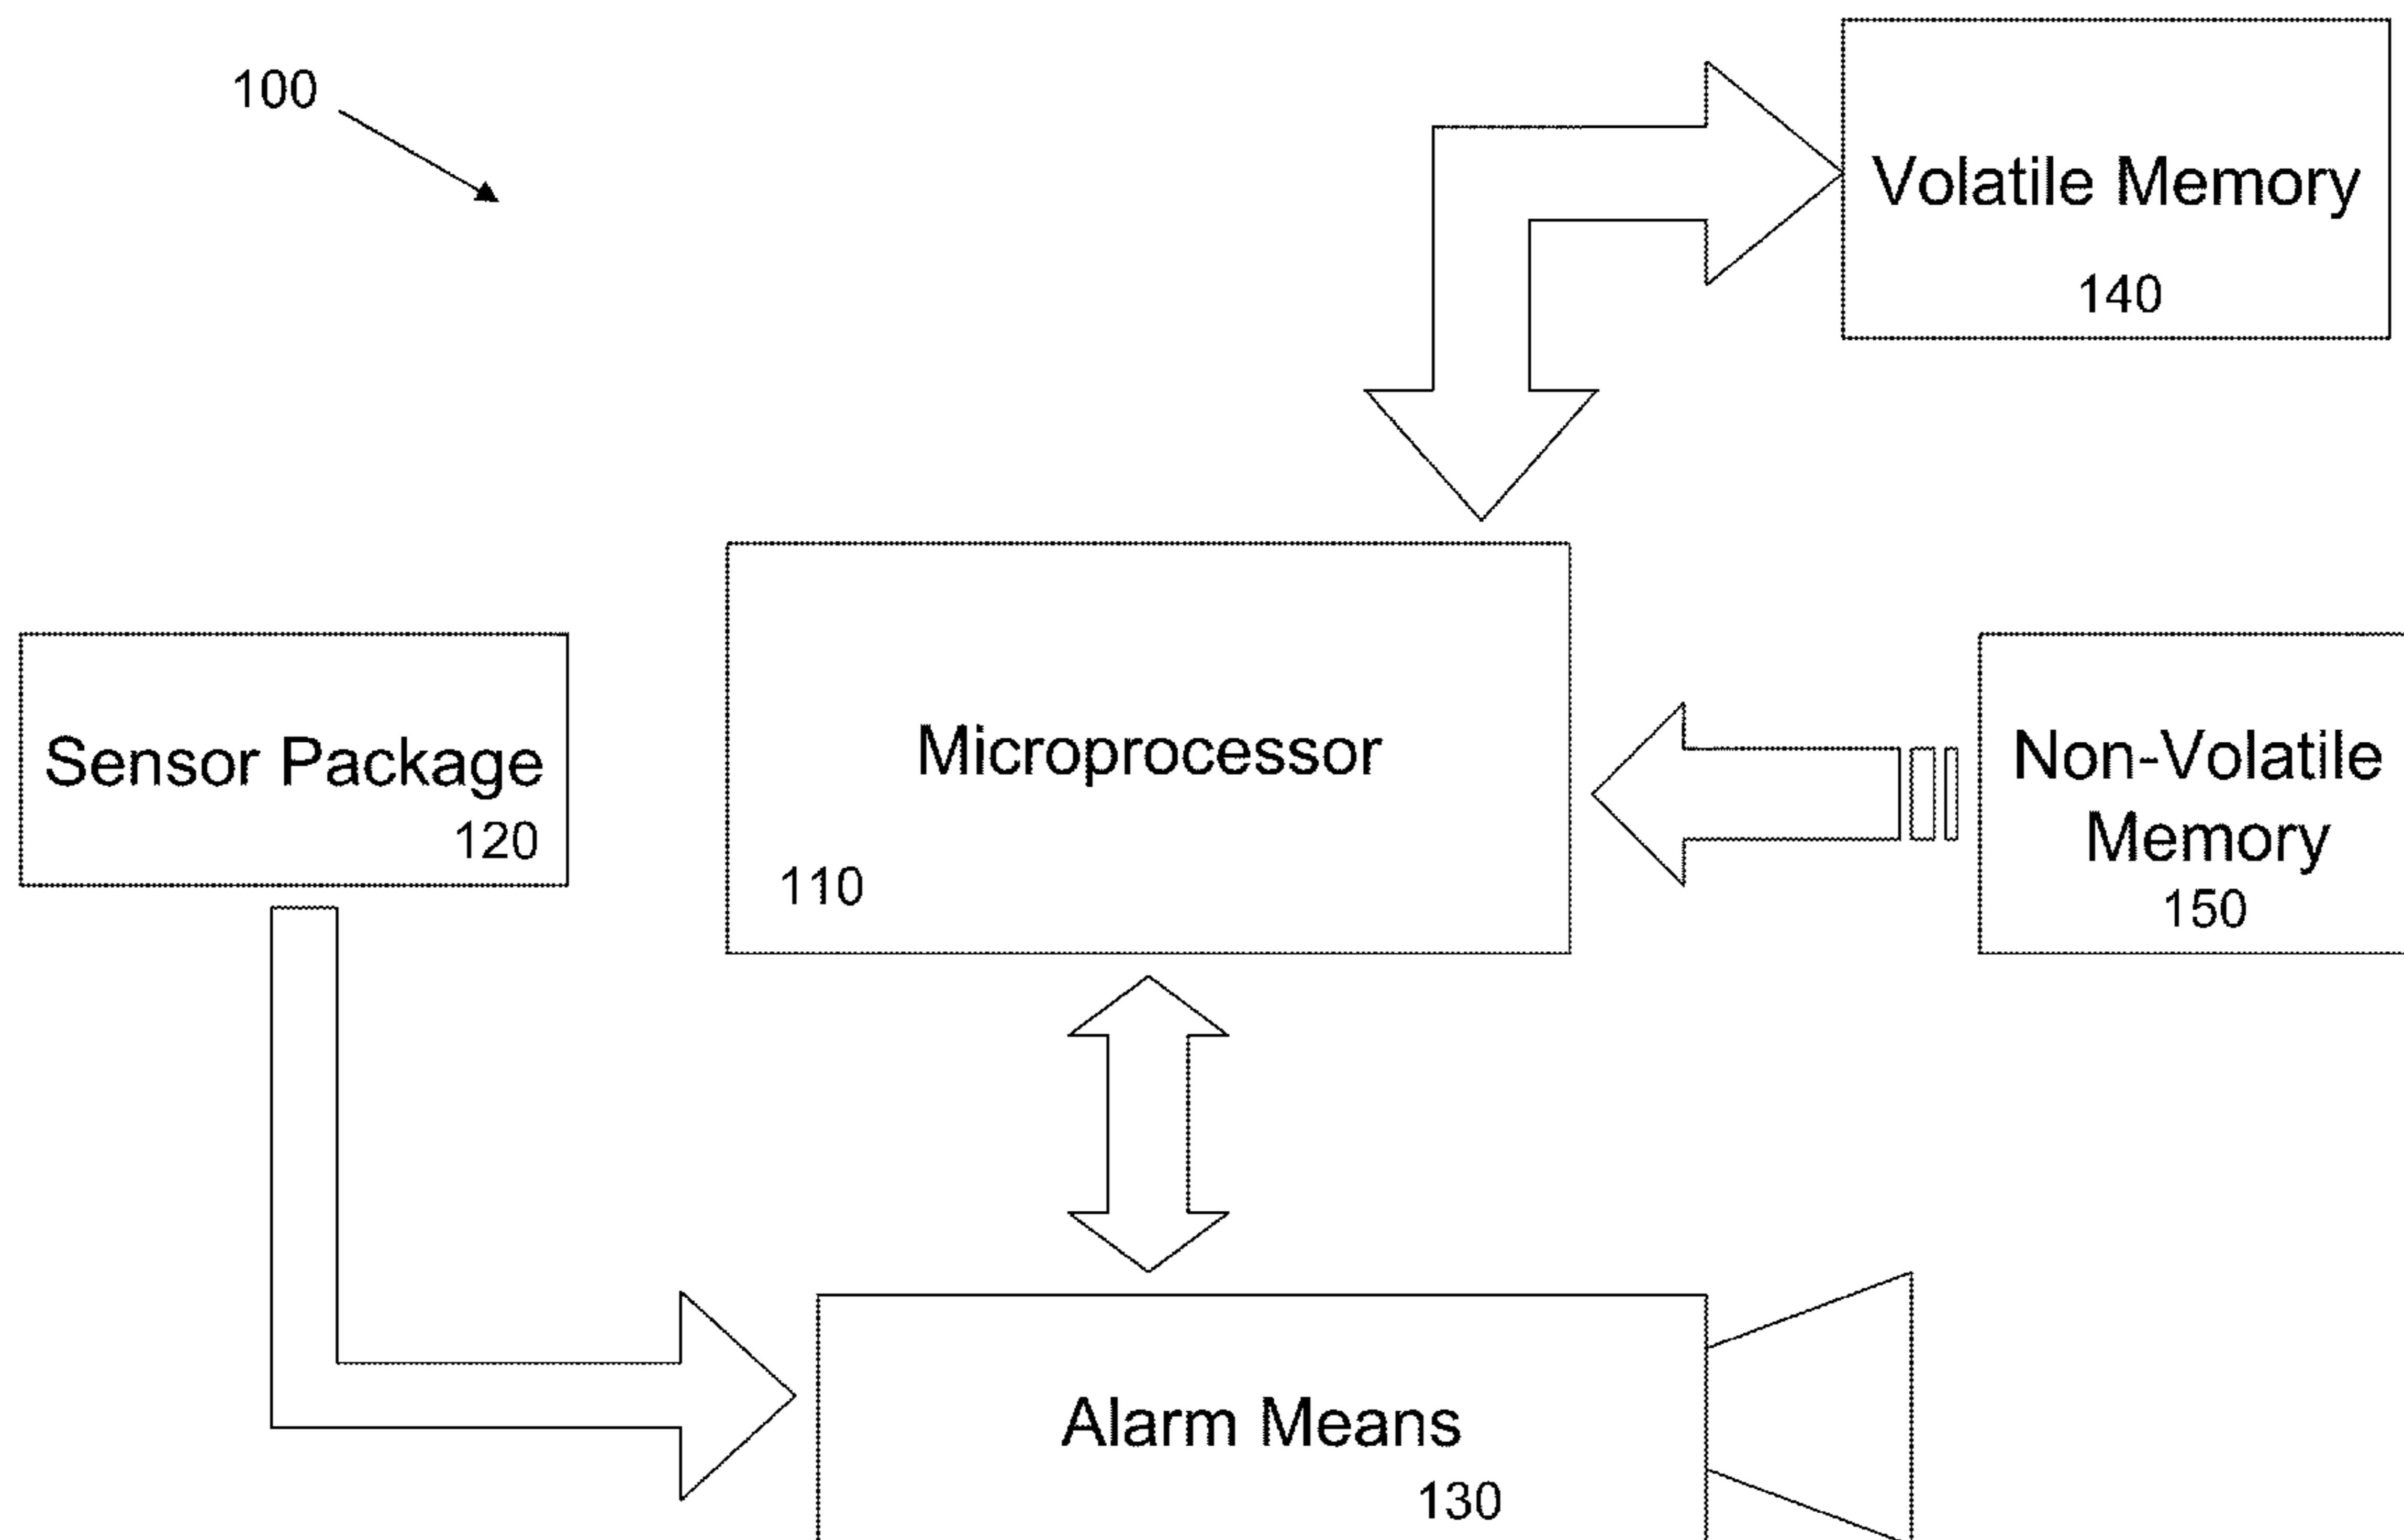 100
Volatile Memory
140
Microprocessor
110
Sensor Package
120
Non-Volatile
Memory
150
Alarm Means
130